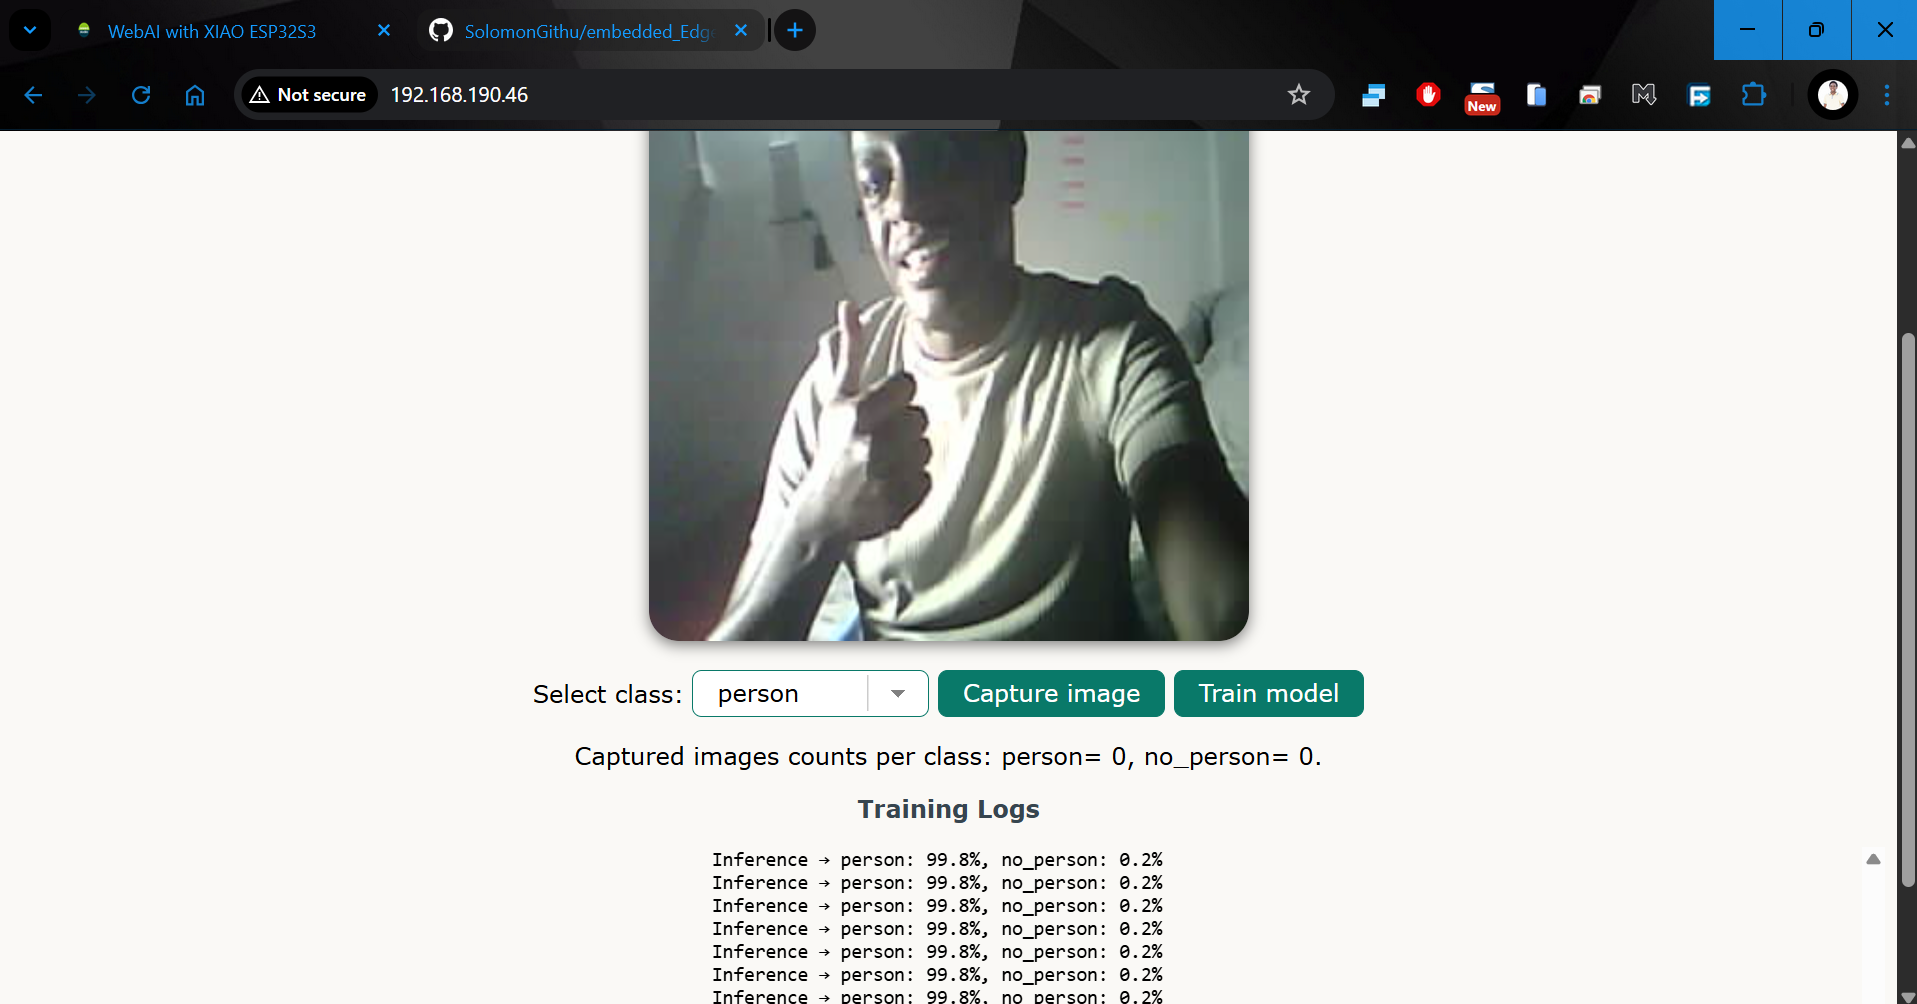 WebAI with XIAO ESP32S3
SolomonGithu/embedded_Edg
Not secure
192.168.190.46
New
Select class:
person
Capture image
Train model
Captured images counts per class: person= 0, no_person= 0.
Training Logs
Inference → person: 99.8%, no_person: 0.2%
Inference → person: 99.8%, no_person: 0.2%
Inference → person: 99.8%, no_person: 0.2%
Inference → person: 99.8%, no_person: 0.2%
Inference → person: 99.8%, no_person: 0.2%
Inference → person: 99.8%, no_person: 0.2%
Inference → person: 99.8%, no_person: 0.2%